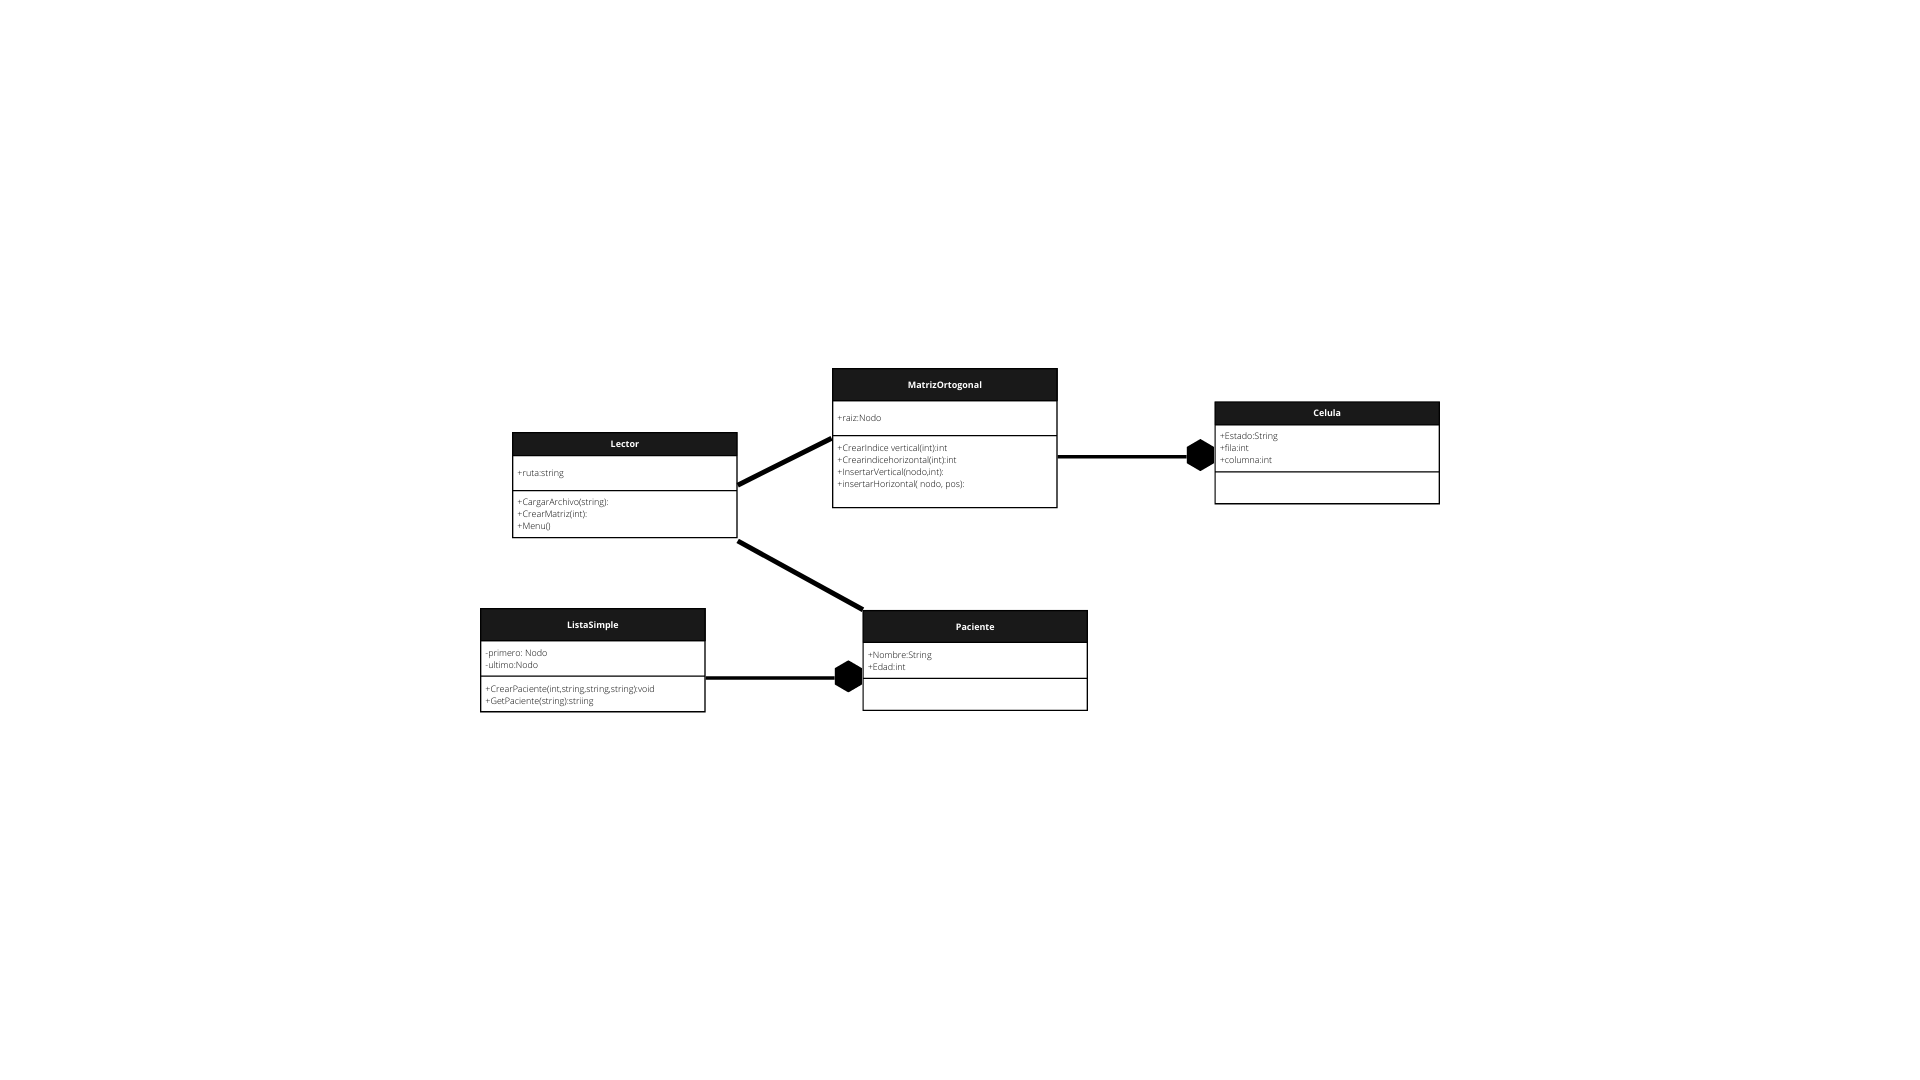 MatrizOrtogonal
+raiz:Nodo
+CrearIndice vertical(int):int
+Crearindicehorizontal(int):int
+InsertarVertical(nodo,int):
+insertarHorizontal( nodo, pos):
Celula
+Estado:String
+fila:int
+columna:int
Lector
+ruta:string
+CargarArchivo(string):
+CrearMatriz(int):
+Menu()
ListaSimple
-primero: Nodo
-ultimo:Nodo
+CrearPaciente(int,string,string,string):void
+GetPaciente(string):striing
Paciente
+Nombre:String
+Edad:int